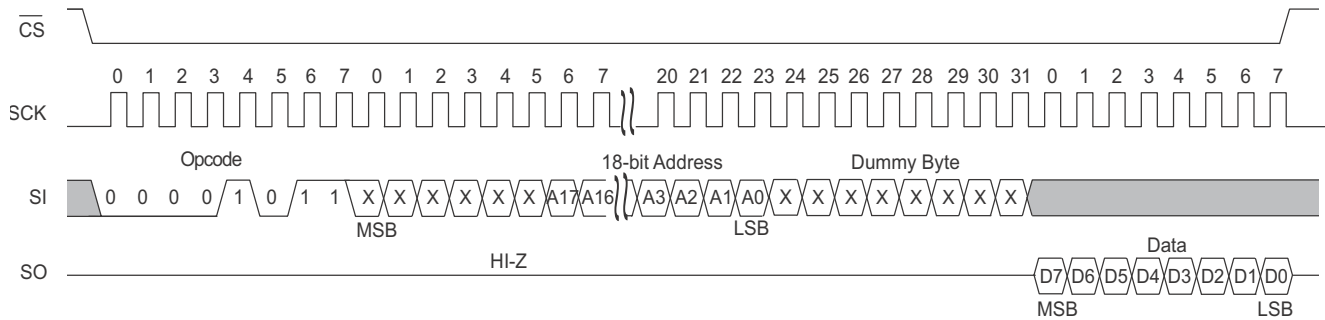 CS
0 1 2 3 4 5 6 7 0 1 2 3 4 5 6 7 20 21 22 23 24 25 26 27 28 29 30 31 0 1 2 3 4 5 6 7
SCK
Opcode 18-bit Address Dummy Byte
SI 0 0 0 0 1 0 1 1 X X X X X X A17 A16 A3 A2 A1 A0 X X X X X X X X
MSB LSB
HI-Z Data
SO D7 D6 D5 D4 D3 D2 D1 D0
MSB LSB